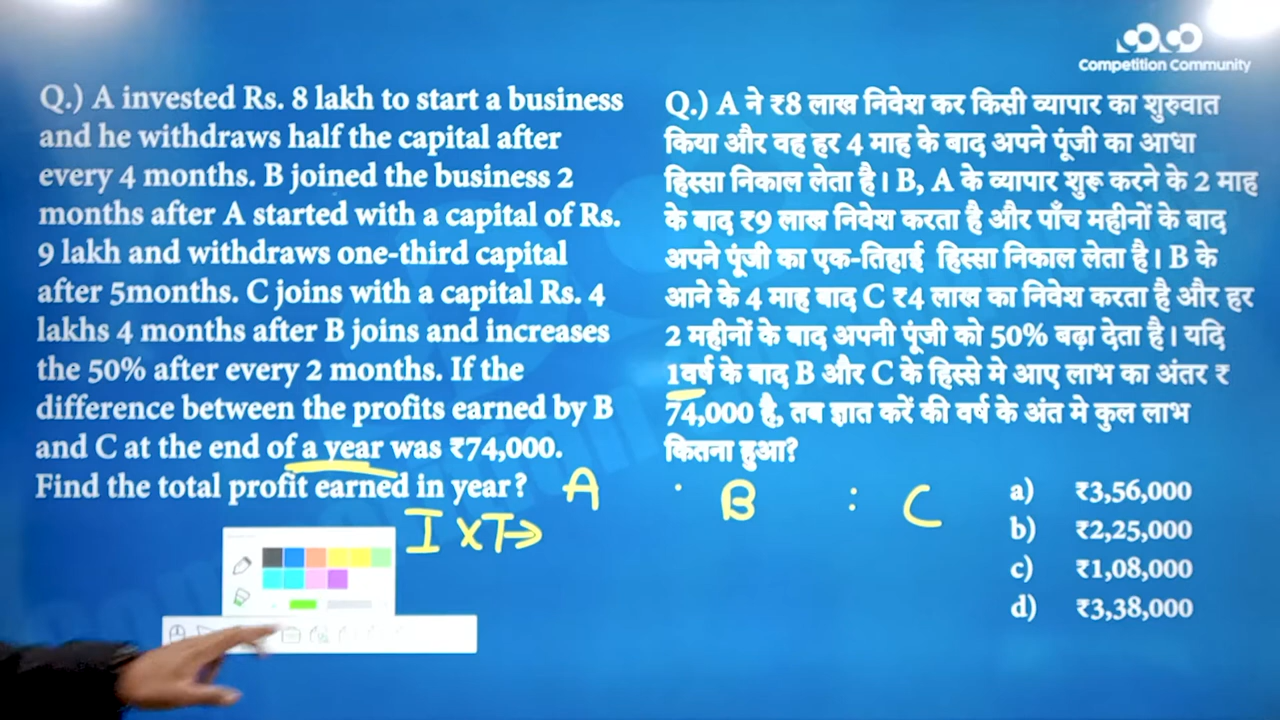 Competition Community
Q.) A invested Rs. 8 lakh to start a business
and he withdraws half the capital after
every 4 months. B joined the business 2
months after A started with a capital of Rs.
9 lakh and withdraws one-third capital
after 5months. C joins with a capital Rs. 4
lakhs 4 months after B joins and increases
the 50% after every 2 months. If the
difference between the profits earned by B
and C at the end of a year was ₹74,000.
Find the total profit earned in year?
Q.) A ने ₹8 लाख निवेश कर किसी व्यापार का शुरुवात
किया और वह हर 4 माह के बाद अपने पूंजी का आधा
हिस्सा निकाल लेता है। B, A के व्यापार शुरू करने के 2 माह
के बाद ₹9 लाख निवेश करता है और पाँच महीनों के बाद
अपने पूंजी का एक-तिहाई हिस्सा निकाल लेता है। B के
आने के 4 माह बाद C ₹4 लाख का निवेश करता है और हर
2 महीनों के बाद अपनी पूंजी को 50% बढ़ा देता है। यदि
1वर्ष के बाद B और C के हिस्से मे आए लाभ का अंतर ₹
74,000 है, तब ज्ञात करें की वर्ष के अंत मे कुल लाभ
कितना हुआ?
a) ₹3,56,000
b) ₹2,25,000
c) ₹1,08,000
d) ₹3,38,000
A : B : C
I×T→